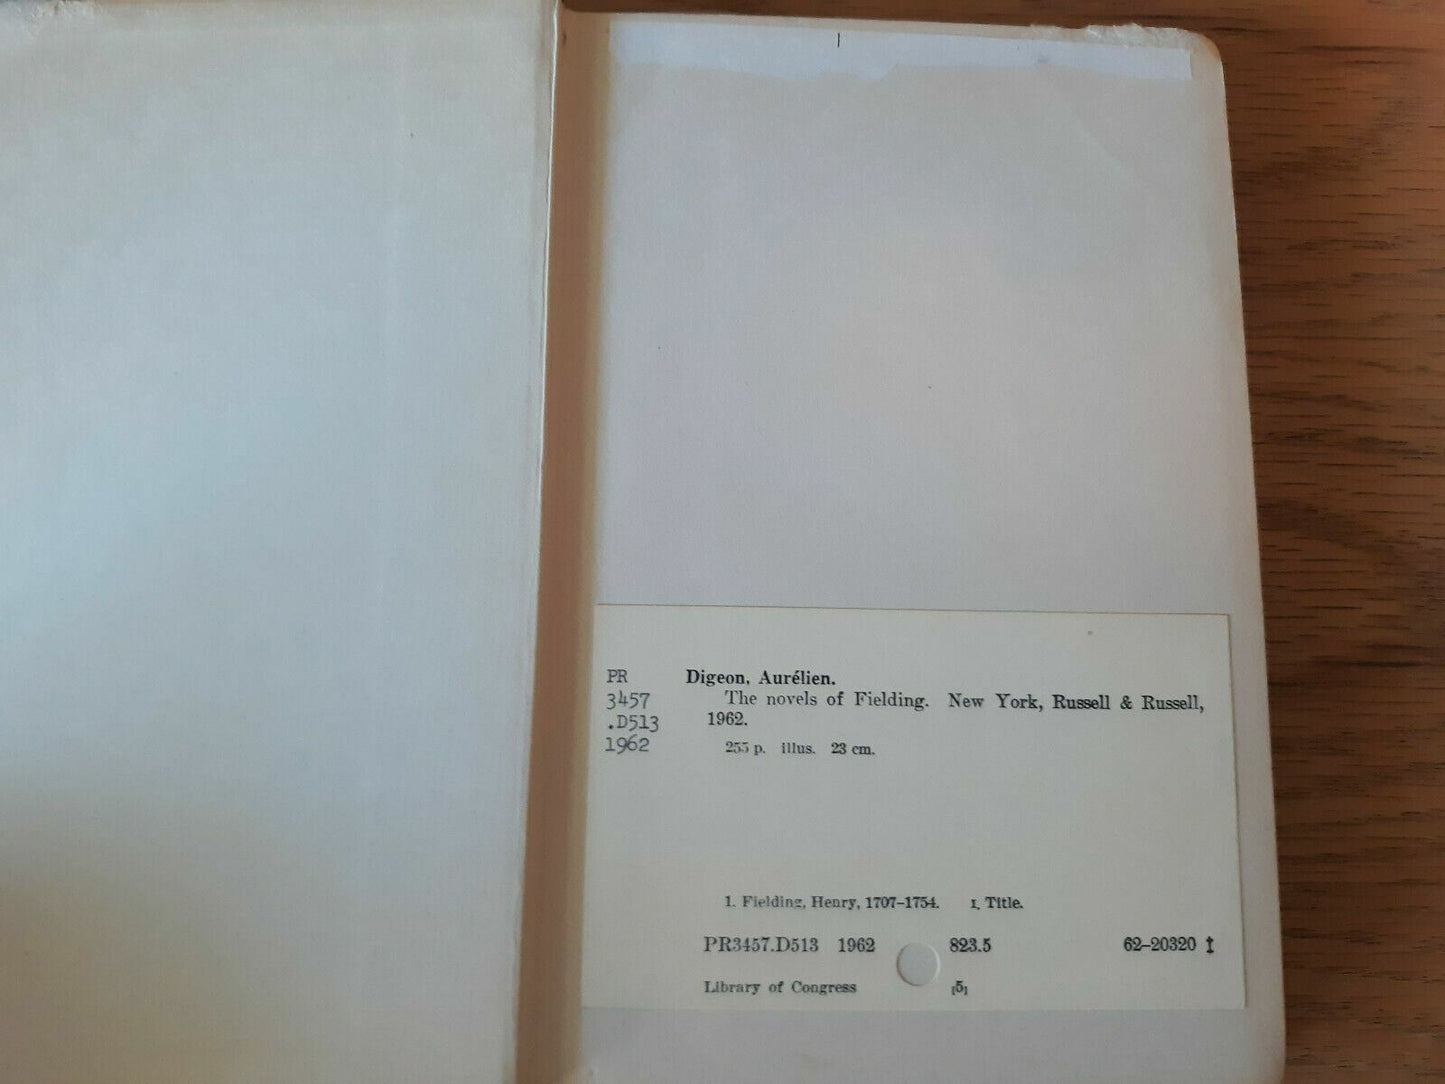 PR Digeon, Aurélien.
3457 The novels of Fielding. New York, Russell & Russell,
.D513 1962.
1962 255 p. illus. 23 cm.
1. Fielding, Henry, 1707–1754. I. Title.
PR3457.D513 1962 823.5 62–20320 ‡
Library of Congress [5]